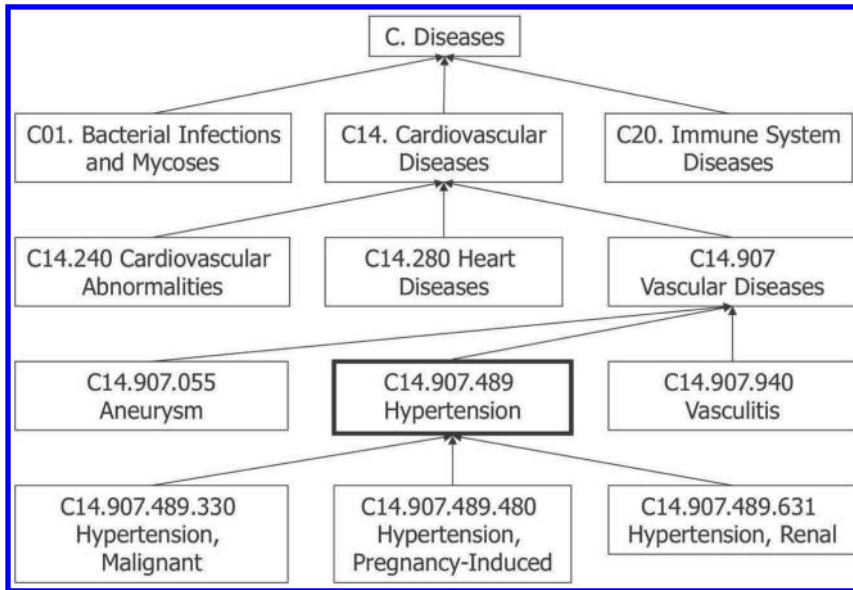 C. Diseases
C01. Bacterial Infections
and Mycoses
C14. Cardiovascular
Diseases
C20. Immune System
Diseases
C14.240 Cardiovascular
Abnormalities
C14.280 Heart
Diseases
C14.907
Vascular Diseases
C14.907.055
Aneurysm
C14.907.489
Hypertension
C14.907.940
Vasculitis
C14.907.489.330
Hypertension,
Malignant
C14.907.489.480
Hypertension,
Pregnancy-Induced
C14.907.489.631
Hypertension, Renal